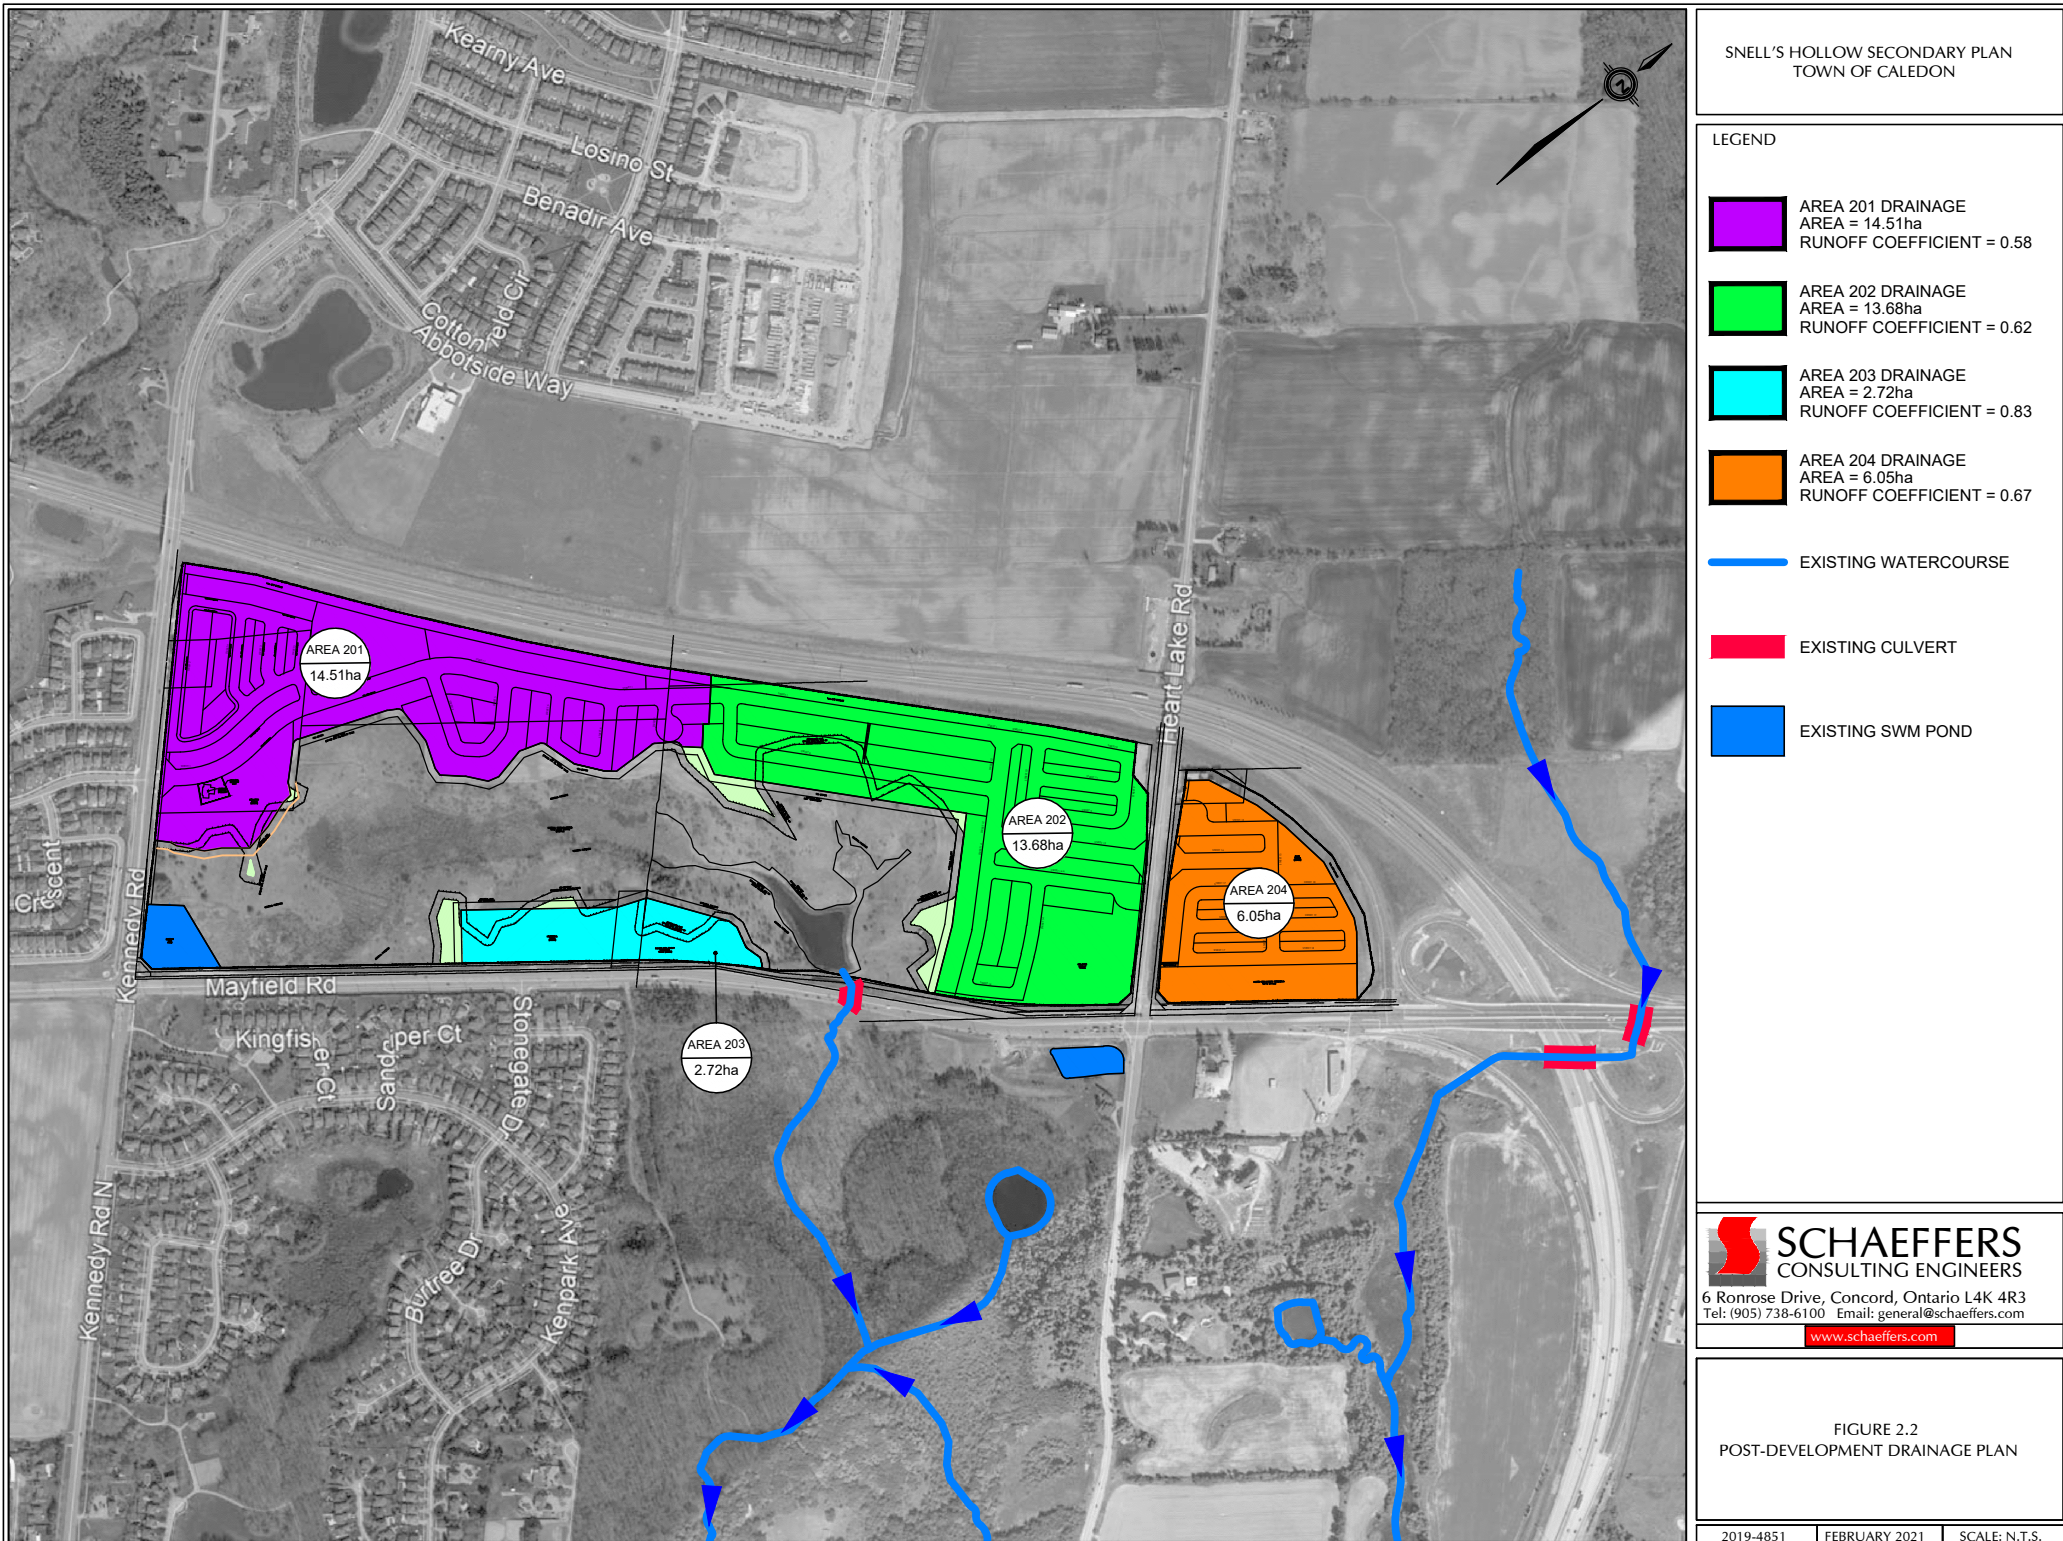 SNELL'S HOLLOW SECONDARY PLAN
TOWN OF CALEDON
LEGEND
AREA 201 DRAINAGE
AREA = 14.51ha
RUNOFF COEFFICIENT = 0.58
AREA 202 DRAINAGE
AREA = 13.68ha
RUNOFF COEFFICIENT = 0.62
AREA 203 DRAINAGE
AREA = 2.72ha
RUNOFF COEFFICIENT = 0.83
AREA 204 DRAINAGE
AREA = 6.05ha
RUNOFF COEFFICIENT = 0.67
EXISTING WATERCOURSE
EXISTING CULVERT
EXISTING SWM POND
SCHAEFFERS
CONSULTING ENGINEERS
6 Ronrose Drive, Concord, Ontario L4K 4R3
Tel: (905) 738-6100 Email: general@schaeffers.com
www.schaeffers.com
FIGURE 2.2
POST-DEVELOPMENT DRAINAGE PLAN
2019-4851 FEBRUARY 2021 SCALE: N.T.S.
Kearny Ave
Losino St
Benadir Ave
Abbotside Way
Heart Lake Rd
AREA 201
14.51ha
AREA 202
13.68ha
AREA 204
6.05ha
AREA 203
2.72ha
Crescent
Kennedy Rd
Mayfield Rd
Stonegate Dr
Kennedy Rd N
Burtree Dr
Kenpark Ave
N